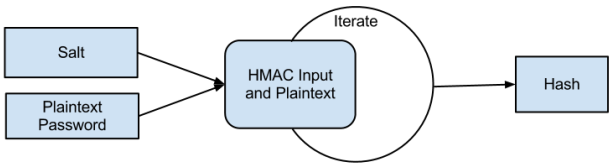 Iterate
Salt
HMAC Input
and Plaintext
Hash
Plaintext
Password